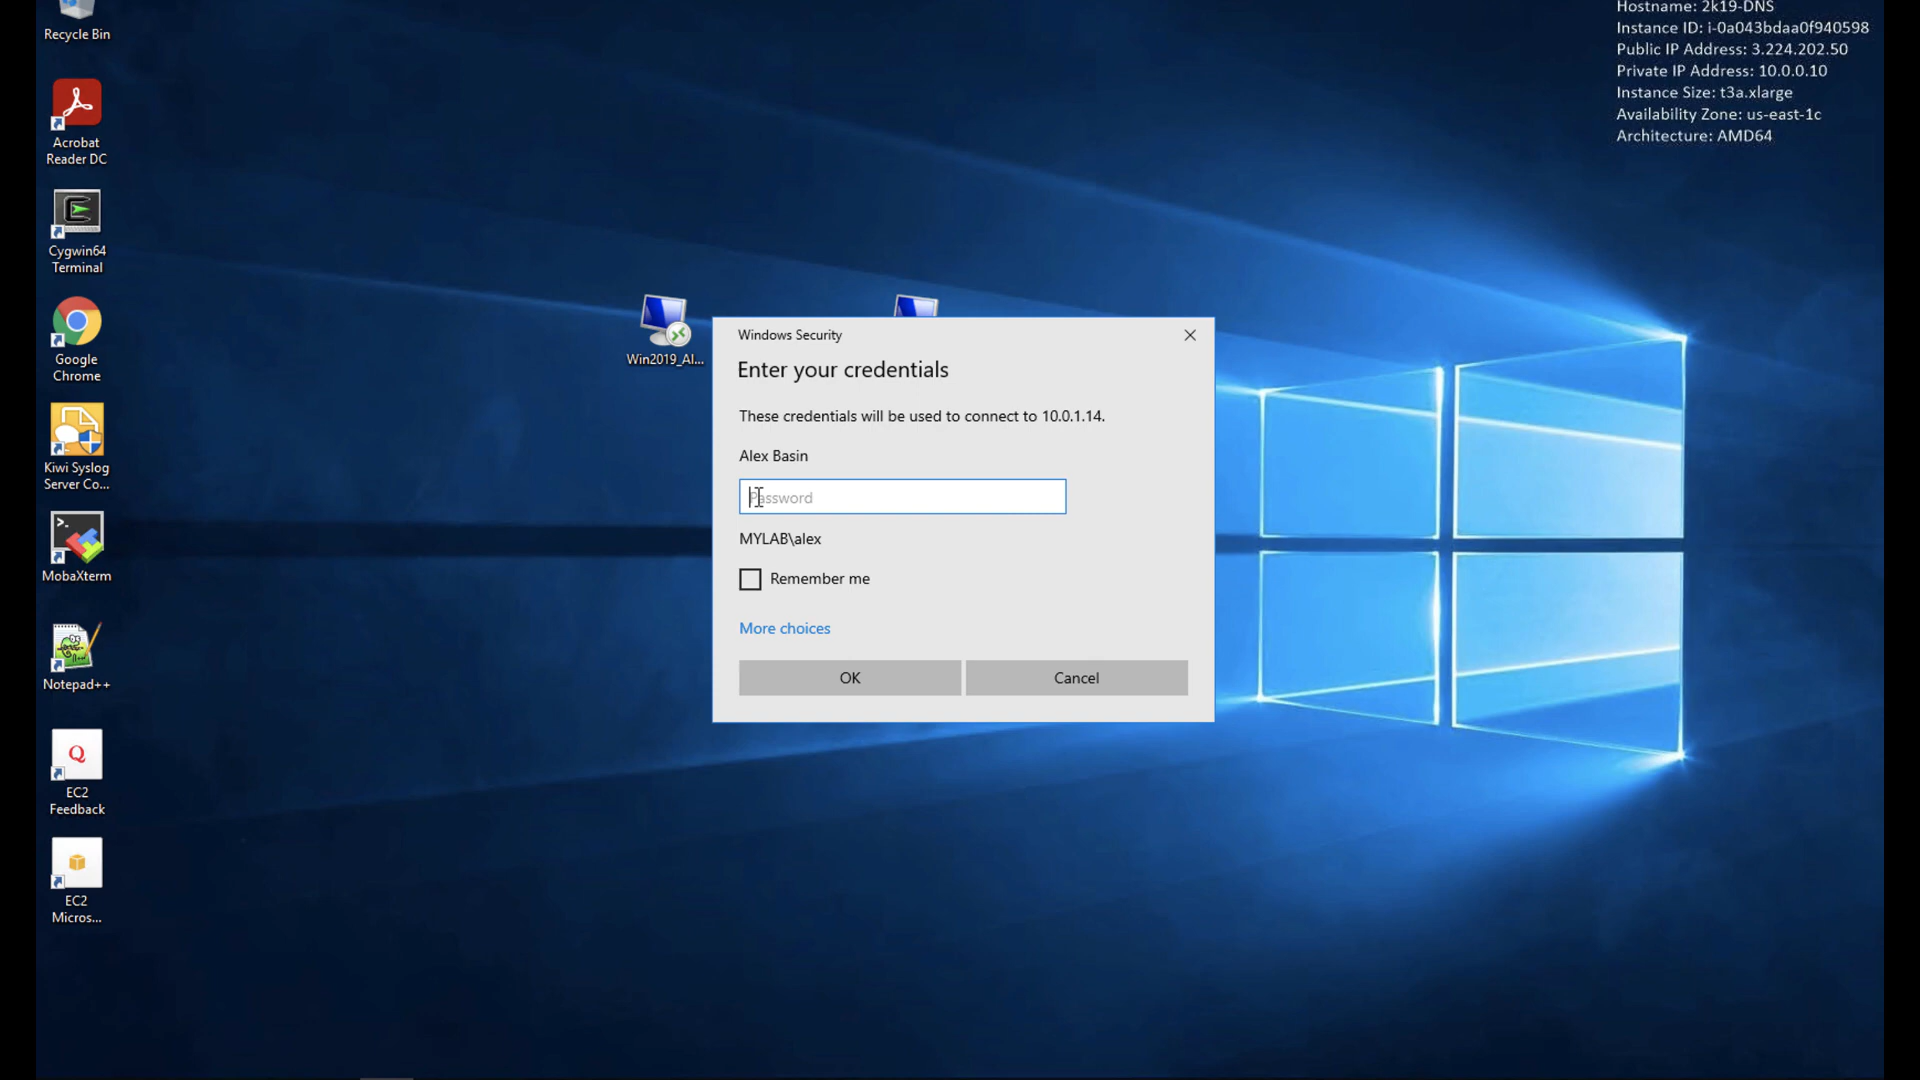 Recycle Bin
Acrobat
Reader DC
Cygwin64
Terminal
Google
Chrome
Kiwi Syslog
Server Co...
MobaXterm
Notepad++
EC2
Feedback
EC2
Micros...
Win2019_Al...
Windows Security
Enter your credentials
These credentials will be used to connect to 10.0.1.14.
Alex Basin
Password
MYLAB\alex
Remember me
More choices
OK
Cancel
Hostname: 2k19-DNS
Instance ID: i-0a043bdaa0f940598
Public IP Address: 3.224.202.50
Private IP Address: 10.0.0.10
Instance Size: t3a.xlarge
Availability Zone: us-east-1c
Architecture: AMD64